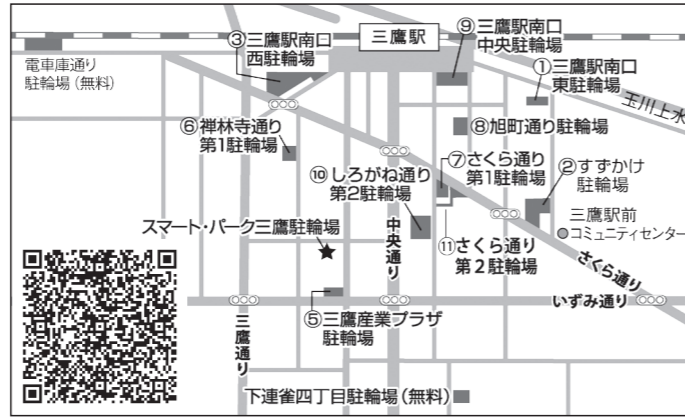 三鷹駅
⑨三鷹駅南口
中央駐輪場
③三鷹駅南口
西駐輪場
①三鷹駅南口
東駐輪場
電車庫通り
駐輪場（無料）
玉川上水
⑥禅林寺通り
第1駐輪場
⑧旭町通り駐輪場
⑩しろがね通り
第2駐輪場
⑦さくら通り
第1駐輪場
②すずかけ
駐輪場
三鷹駅前
コミュニティセンター
スマート・パーク三鷹駐輪場
中央通り
⑪さくら通り
第2駐輪場
さくら通り
いずみ通り
⑤三鷹産業プラザ
駐輪場
三鷹通り
下連雀四丁目駐輪場（無料）